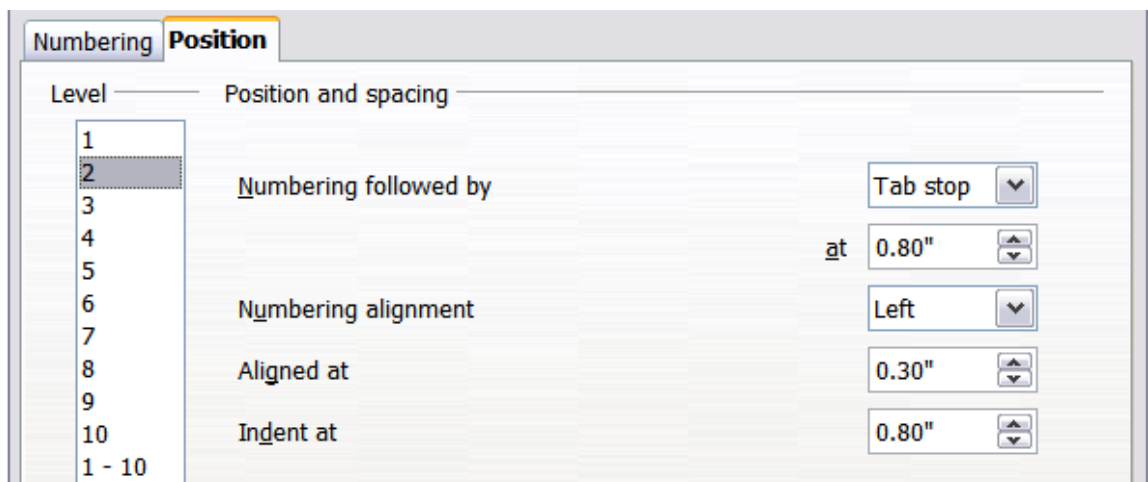 Numbering Position
Level Position and spacing
1
2
Numbering followed by Tab stop
3
4
at 0.80"
5
6
Numbering alignment Left
7
8
Aligned at 0.30"
9
10
Indent at 0.80"
1 - 10